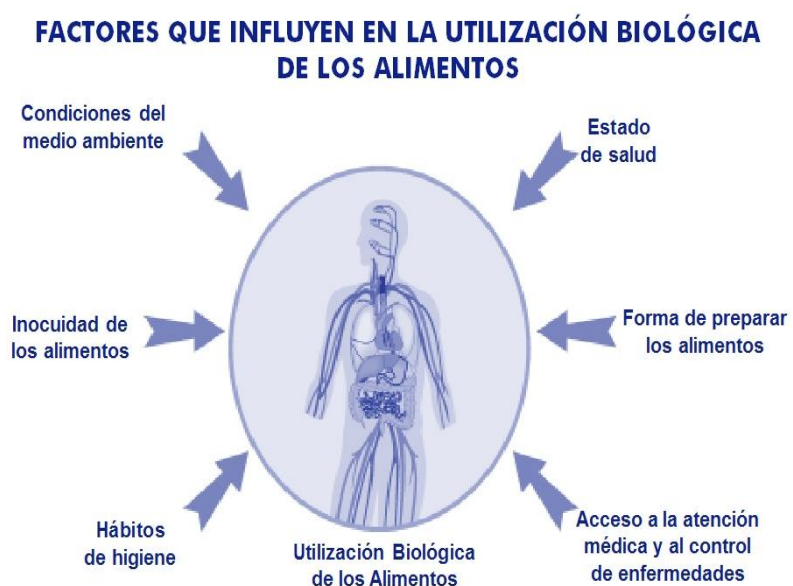 FACTORES QUE INFLUYEN EN LA UTILIZACIÓN BIOLÓGICA
DE LOS ALIMENTOS
Condiciones del
medio ambiente
Estado
de salud
Inocuidad de
los alimentos
Forma de preparar
los alimentos
Hábitos
de higiene
Utilización Biológica
de los Alimentos
Acceso a la atención
médica y al control
de enfermedades